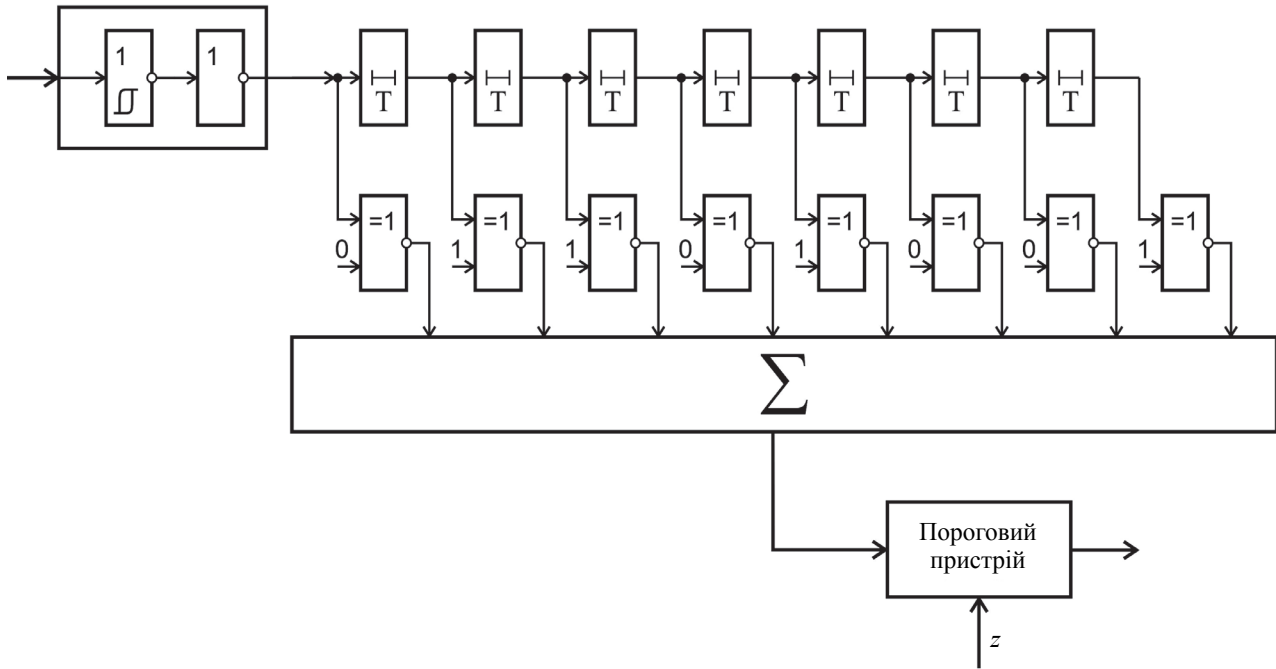 1 1
T T T T T T T
=1 =1 =1 =1 =1 =1 =1 =1
0 1 1 0 1 0 0 1
Σ
Пороговий
пристрій
z